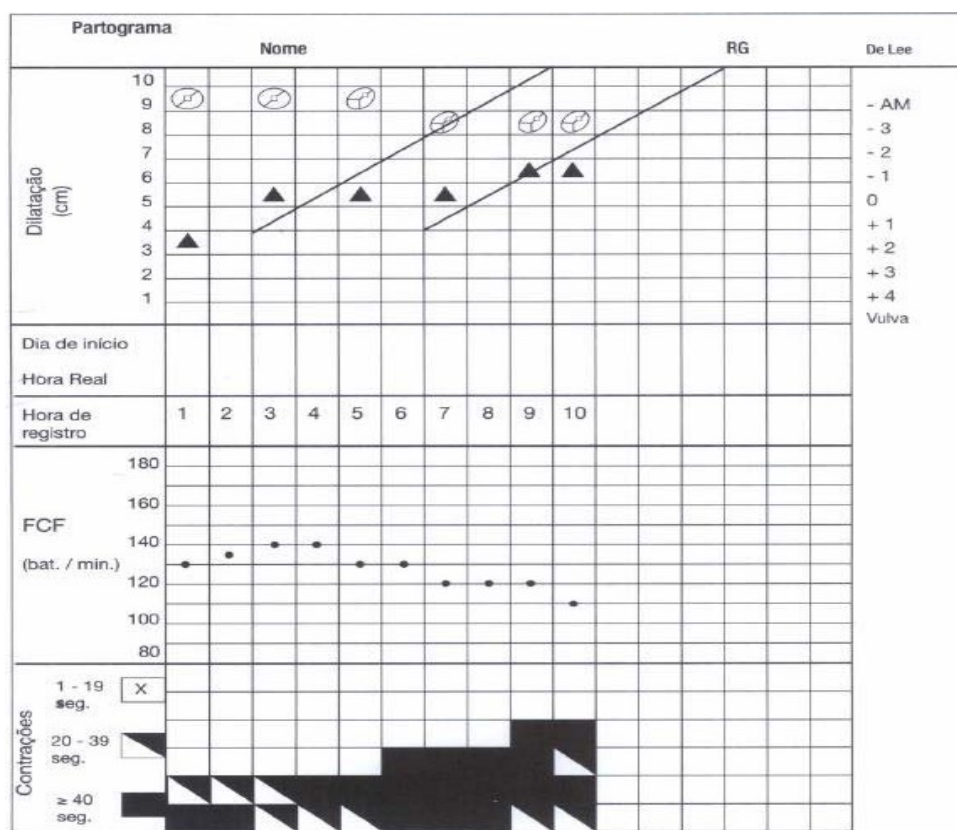 Partograma
Nome RG De Lee
Dilatação
(cm)
10
9
8
7
6
5
4
3
2
1
- AM
- 3
- 2
- 1
0
+ 1
+ 2
+ 3
+ 4
Vulva
Dia de início
Hora Real
Hora de
registro
1 2 3 4 5 6 7 8 9 10
FCF
(bat. / min.)
180
160
140
120
100
80
Contrações
1 - 19
seg.
X
20 - 39
seg.
≥ 40
seg.